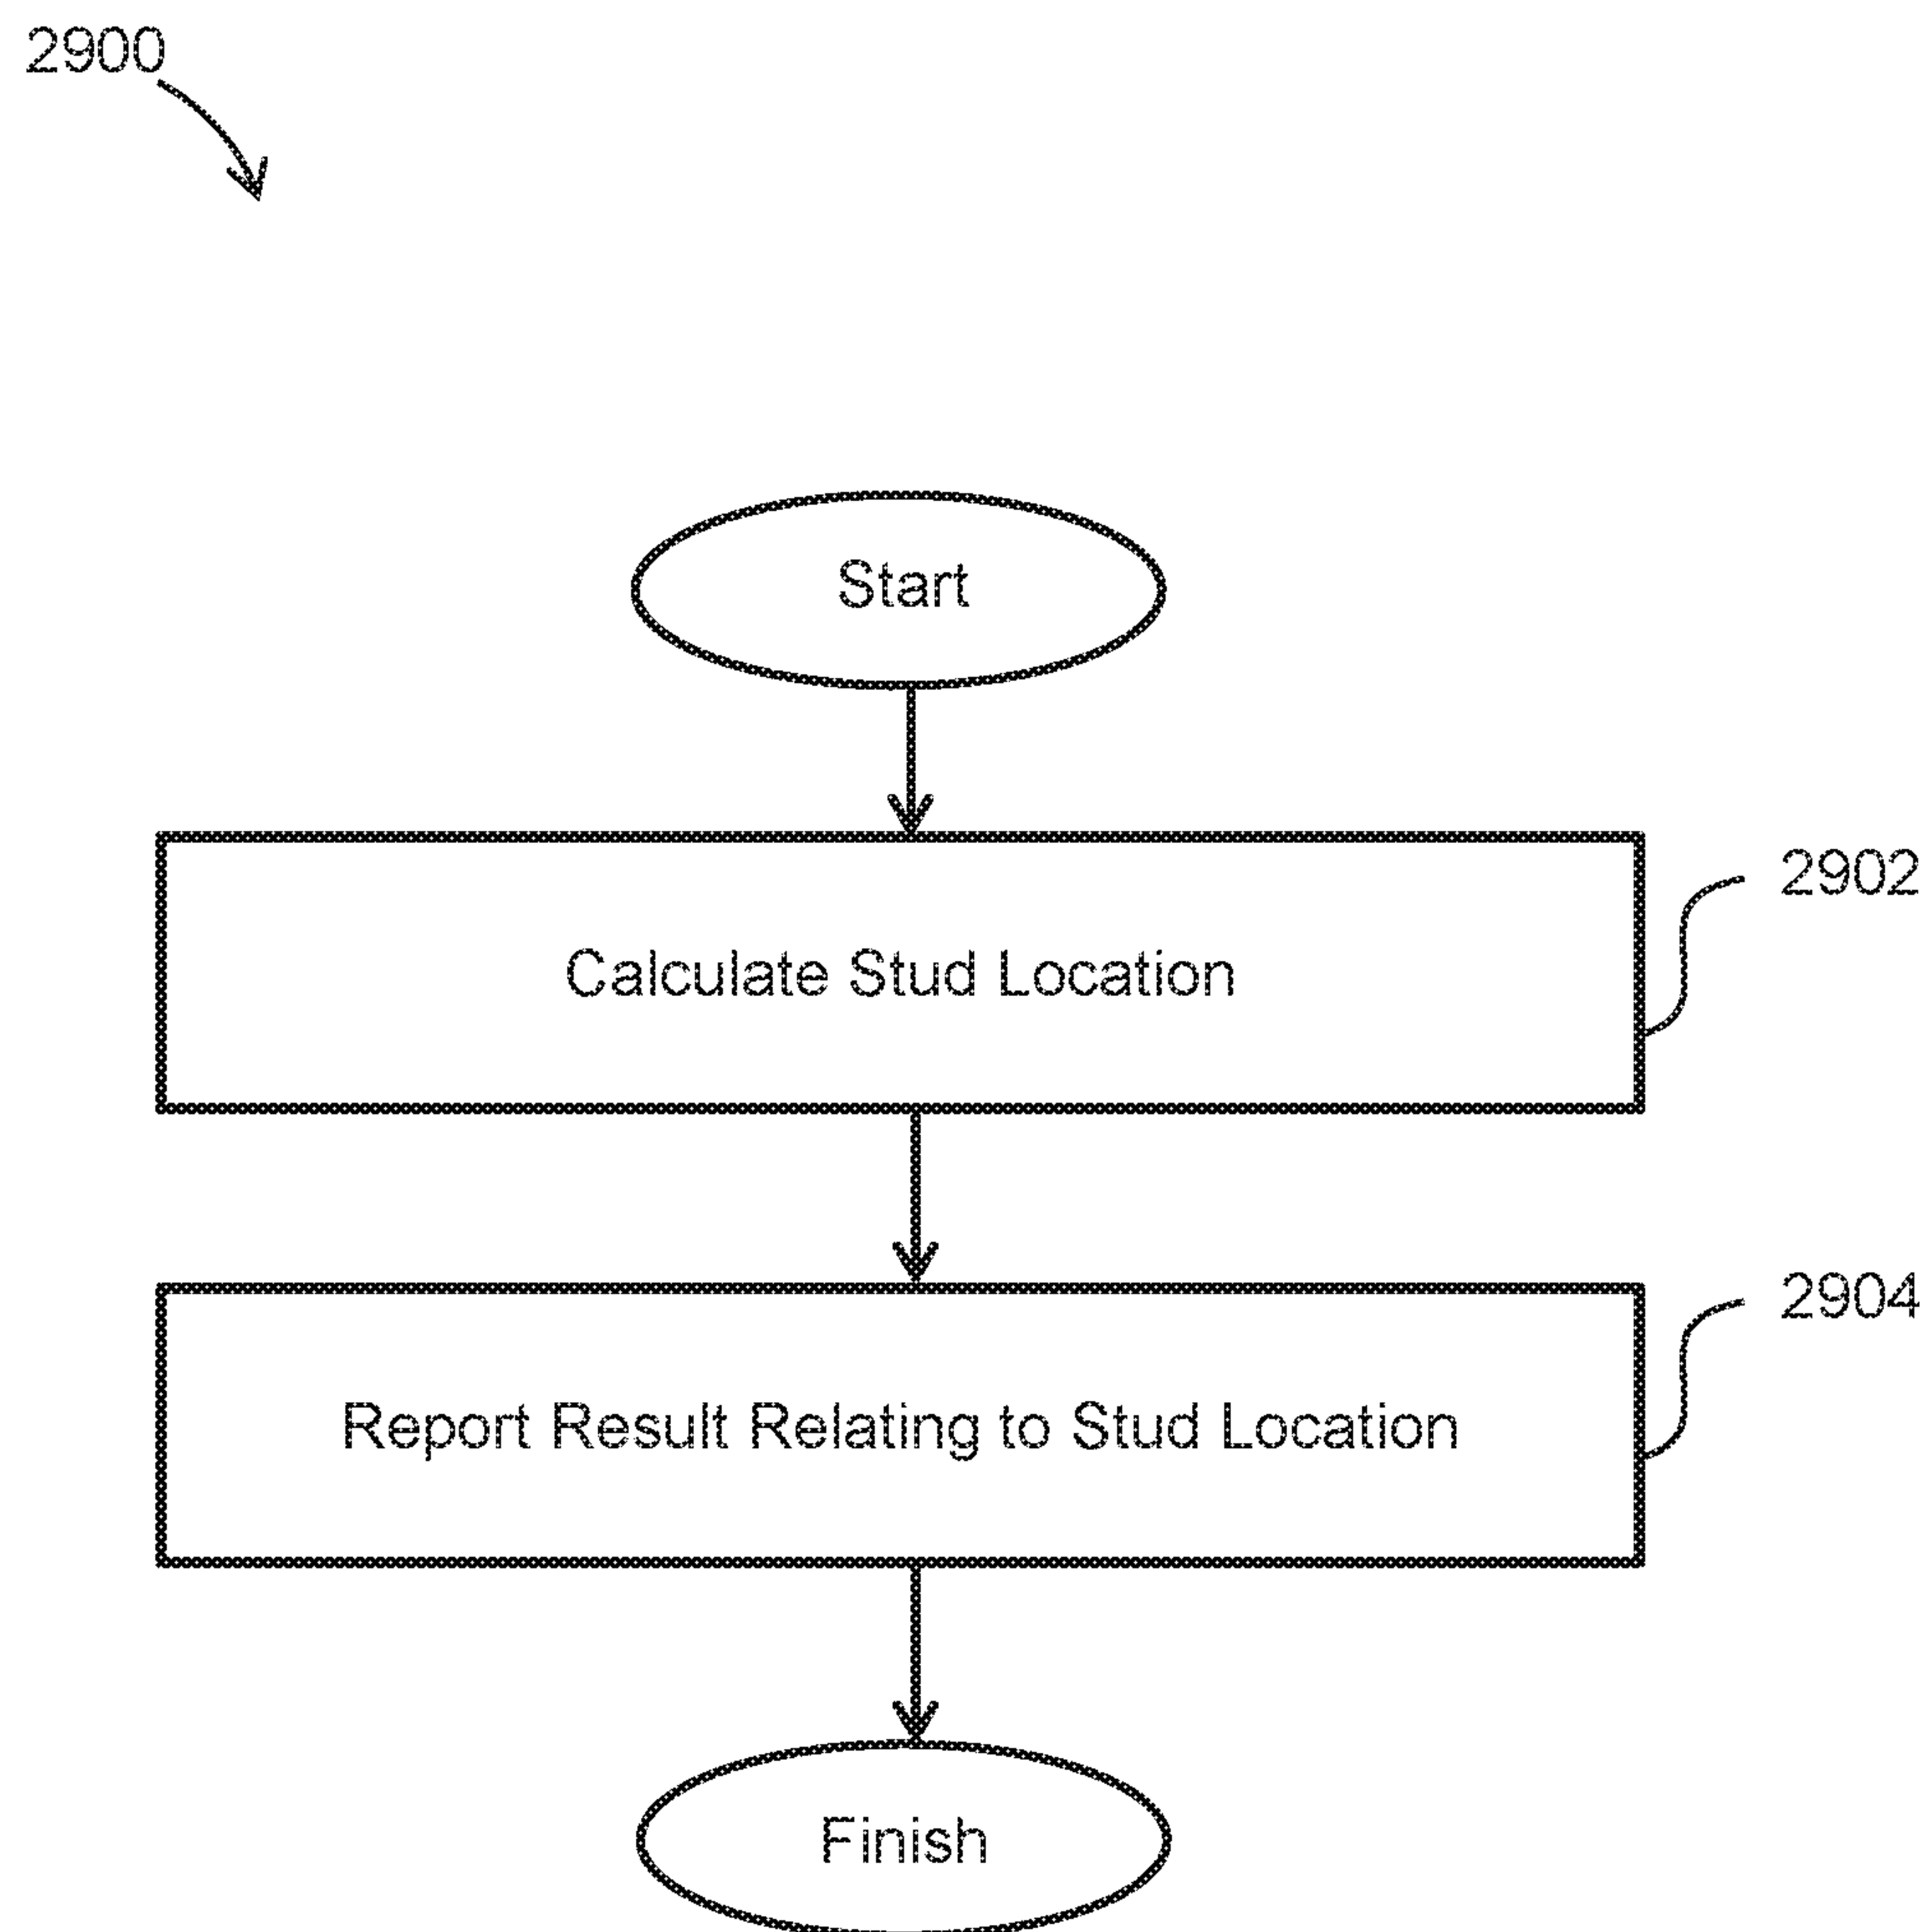 2900
Start
2902
Calculate Stud Location
2904
Report Result Relating to Stud Location
Finish